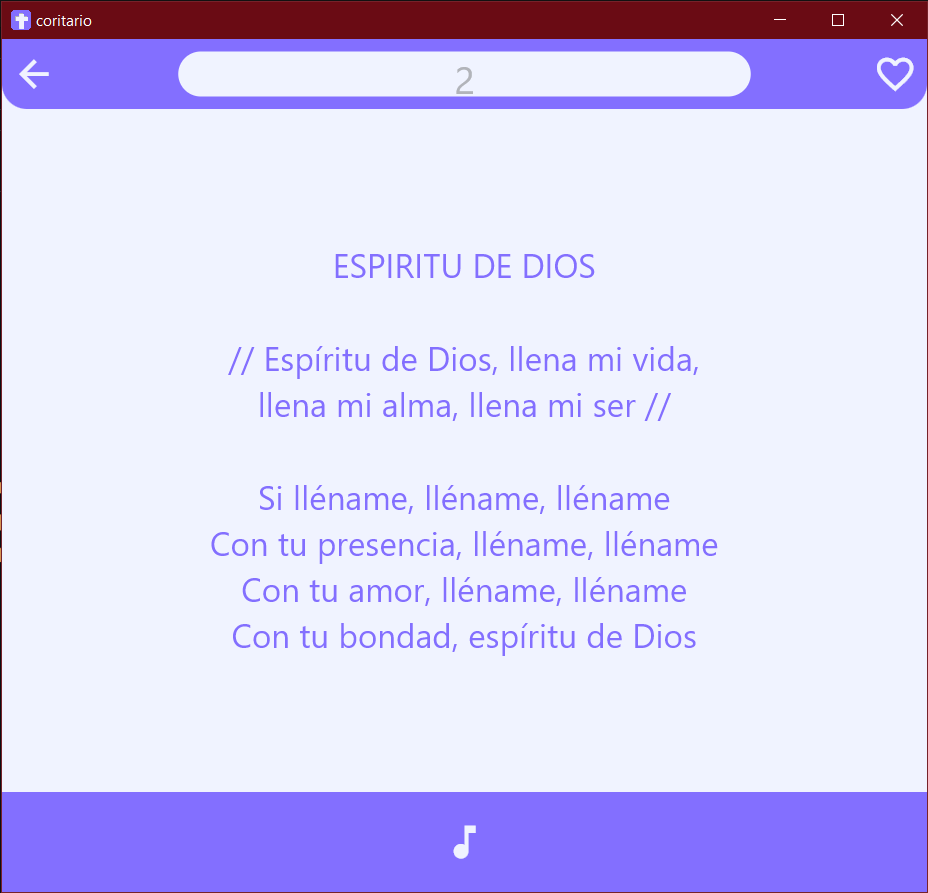 coritario
2
ESPIRITU DE DIOS
// Espíritu de Dios, llena mi vida,
llena mi alma, llena mi ser //
Si lléname, lléname, lléname
Con tu presencia, lléname, lléname
Con tu amor, lléname, lléname
Con tu bondad, espíritu de Dios